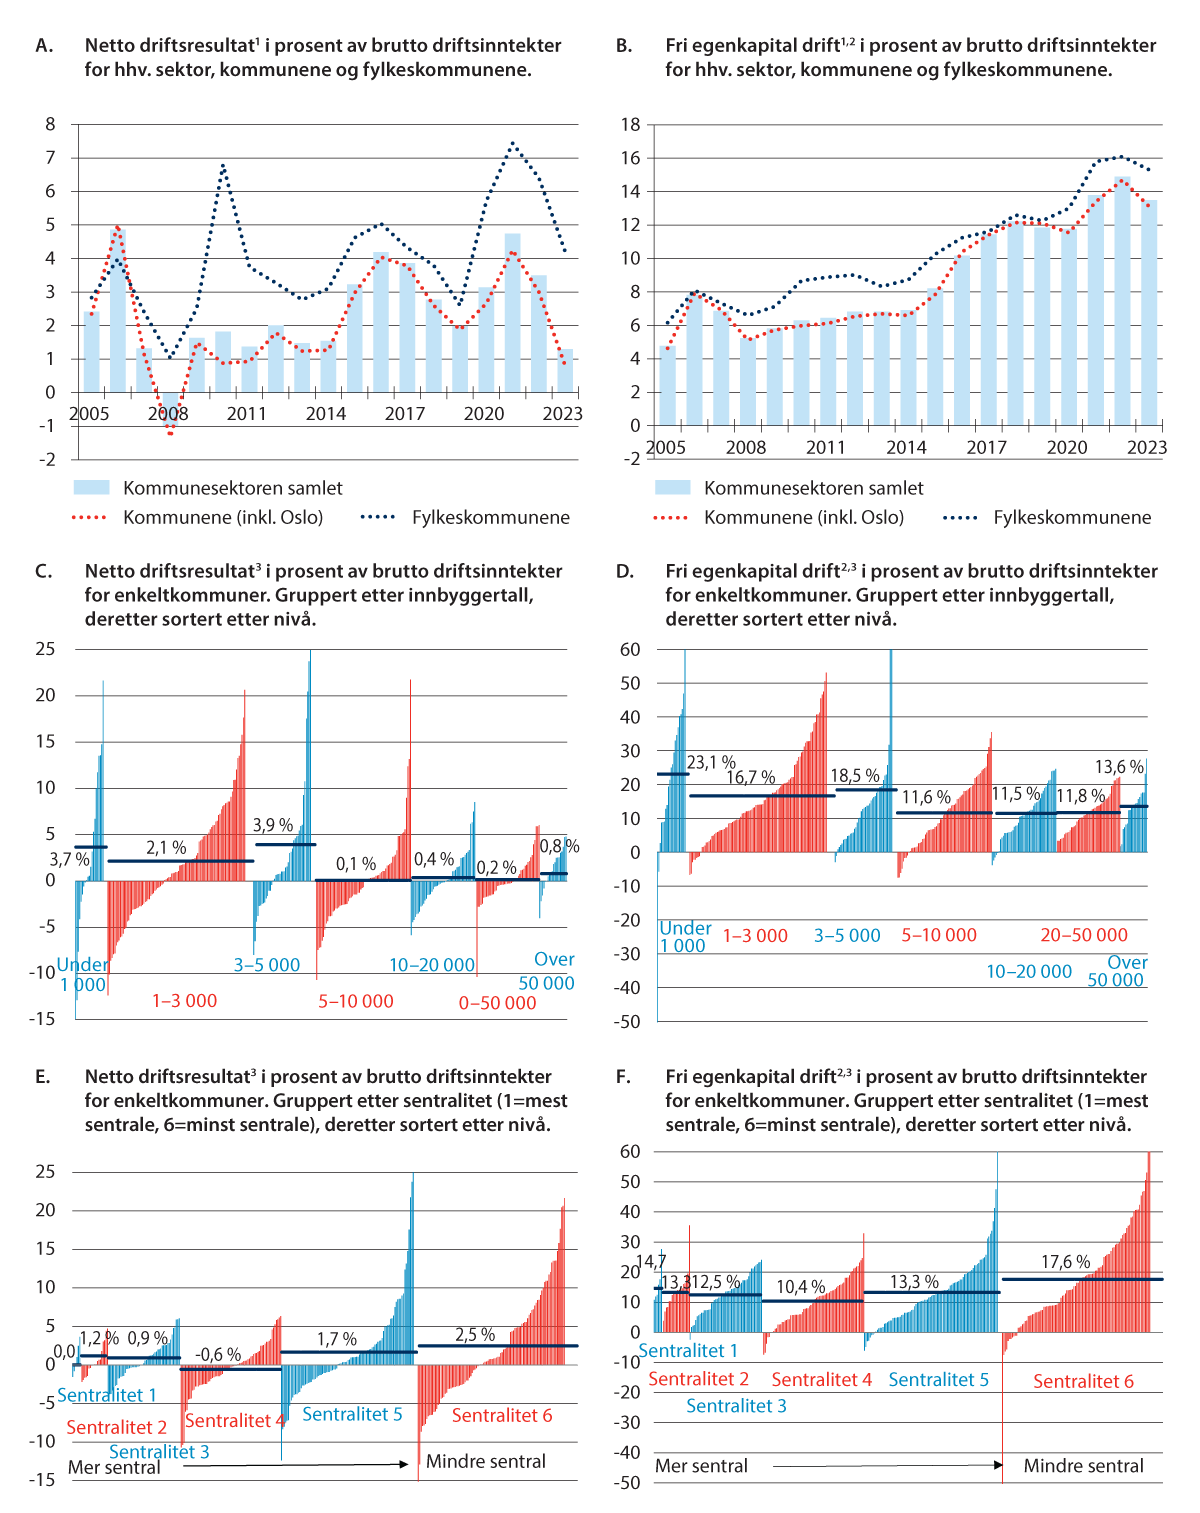 A. Netto driftsresultat¹ i prosent av brutto driftsinntekter
for hhv. sektor, kommunene og fylkeskommunene.
8
7
6
5
4
3
2
1
0
-1
-2
2005 2008 2011 2014 2017 2020 2023
Kommunesektoren samlet
Kommunene (inkl. Oslo) Fylkeskommunene
B. Fri egenkapital drift¹,² i prosent av brutto driftsinntekter
for hhv. sektor, kommunene og fylkeskommunene.
18
16
14
12
10
8
6
4
2
0
-2
2005 2008 2011 2014 2017 2020 2023
Kommunesektoren samlet
Kommunene (inkl. Oslo) Fylkeskommunene
C. Netto driftsresultat³ i prosent av brutto driftsinntekter
for enkeltkommuner. Gruppert etter innbyggertall,
deretter sortert etter nivå.
25
20
15
10
5
0
-5
-10
-15
3,7 % 2,1 % 3,9 % 0,1 % 0,4 % 0,2 % 0,8 %
Under
1 000
1–3 000
3–5 000
5–10 000
10–20 000
0–50 000
Over
50 000
D. Fri egenkapital drift²,³ i prosent av brutto driftsinntekter
for enkeltkommuner. Gruppert etter innbyggertall,
deretter sortert etter nivå.
60
50
40
30
20
10
0
-10
-20
-30
-40
-50
23,1 % 16,7 % 18,5 % 11,6 % 11,5 % 11,8 % 13,6 %
Under
1 000
1–3 000 3–5 000 5–10 000
10–20 000
20–50 000
Over
50 000
E. Netto driftsresultat³ i prosent av brutto driftsinntekter
for enkeltkommuner. Gruppert etter sentralitet (1=mest
sentrale, 6=minst sentrale), deretter sortert etter nivå.
25
20
15
10
5
0
-5
-10
-15
0,0 1,2 % 0,9 % -0,6 % 1,7 % 2,5 %
Sentralitet 1
Sentralitet 2
Sentralitet 3
Sentralitet 4
Sentralitet 5
Sentralitet 6
Mer sentral Mindre sentral
F. Fri egenkapital drift²,³ i prosent av brutto driftsinntekter
for enkeltkommuner. Gruppert etter sentralitet (1=mest
sentrale, 6=minst sentrale), deretter sortert etter nivå.
60
50
40
30
20
10
0
-10
-20
-30
-40
-50
14,7 13,3 12,5 % 10,4 % 13,3 % 17,6 %
Sentralitet 1
Sentralitet 2
Sentralitet 3
Sentralitet 4
Sentralitet 5
Sentralitet 6
Mer sentral Mindre sentral